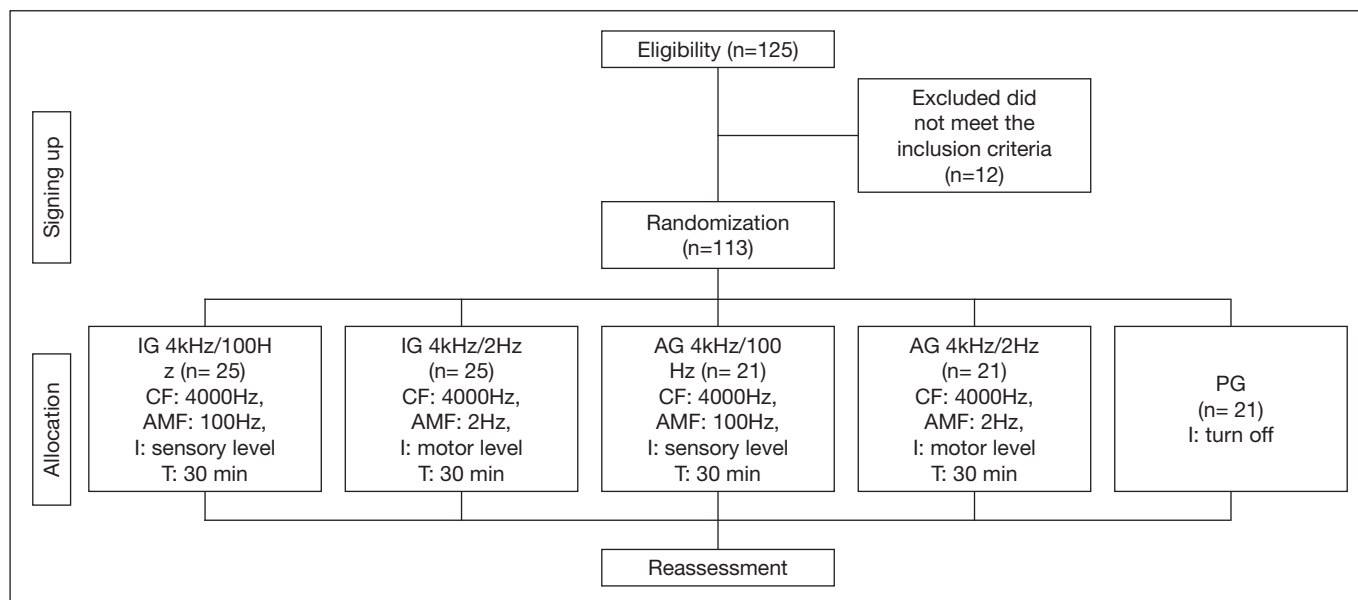 Eligibility (n=125)
Excluded did
not meet the
inclusion criteria
(n=12)
Signing up
Randomization
(n=113)
Allocation
IG 4kHz/100H
z (n= 25)
CF: 4000Hz,
AMF: 100Hz,
I: sensory level
T: 30 min
IG 4kHz/2Hz
(n= 25)
CF: 4000Hz,
AMF: 2Hz,
I: motor level
T: 30 min
AG 4kHz/100
Hz (n= 21)
CF: 4000Hz,
AMF: 100Hz,
I: sensory level
T: 30 min
AG 4kHz/2Hz
(n= 21)
CF: 4000Hz,
AMF: 2Hz,
I: motor level
T: 30 min
PG
(n= 21)
I: turn off
Reassessment